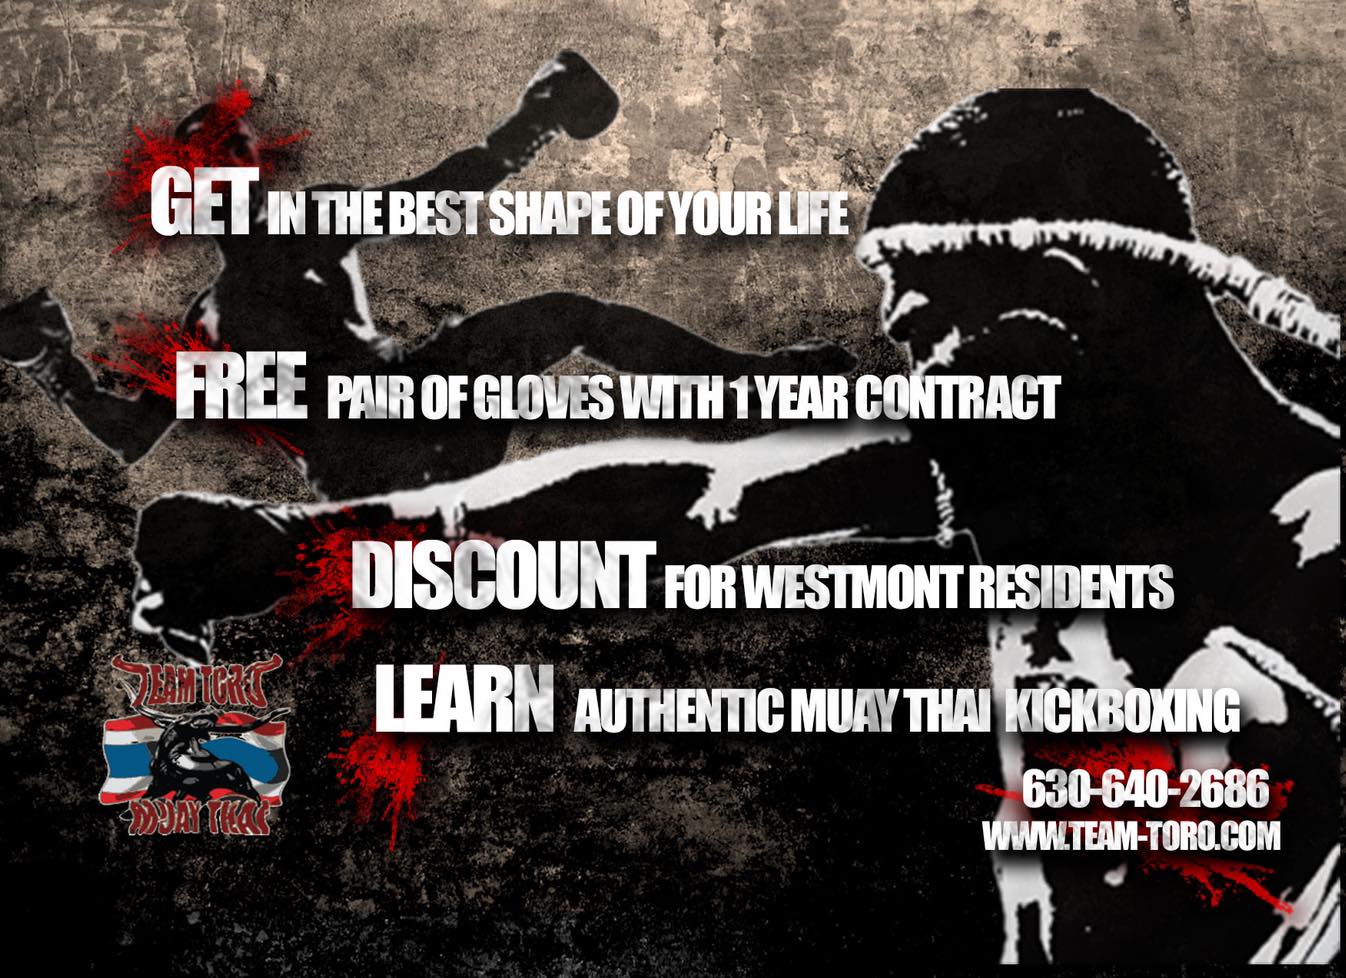 GET IN THE BEST SHAPE OF YOUR LIFE
FREE PAIR OF GLOVES WITH 1 YEAR CONTRACT
DISCOUNT FOR WESTMONT RESIDENTS
TEAM TORO
LEARN AUTHENTIC MUAY THAI KICKBOXING
MUAY THAI
630-640-2686
WWW.TEAM-TORO.COM